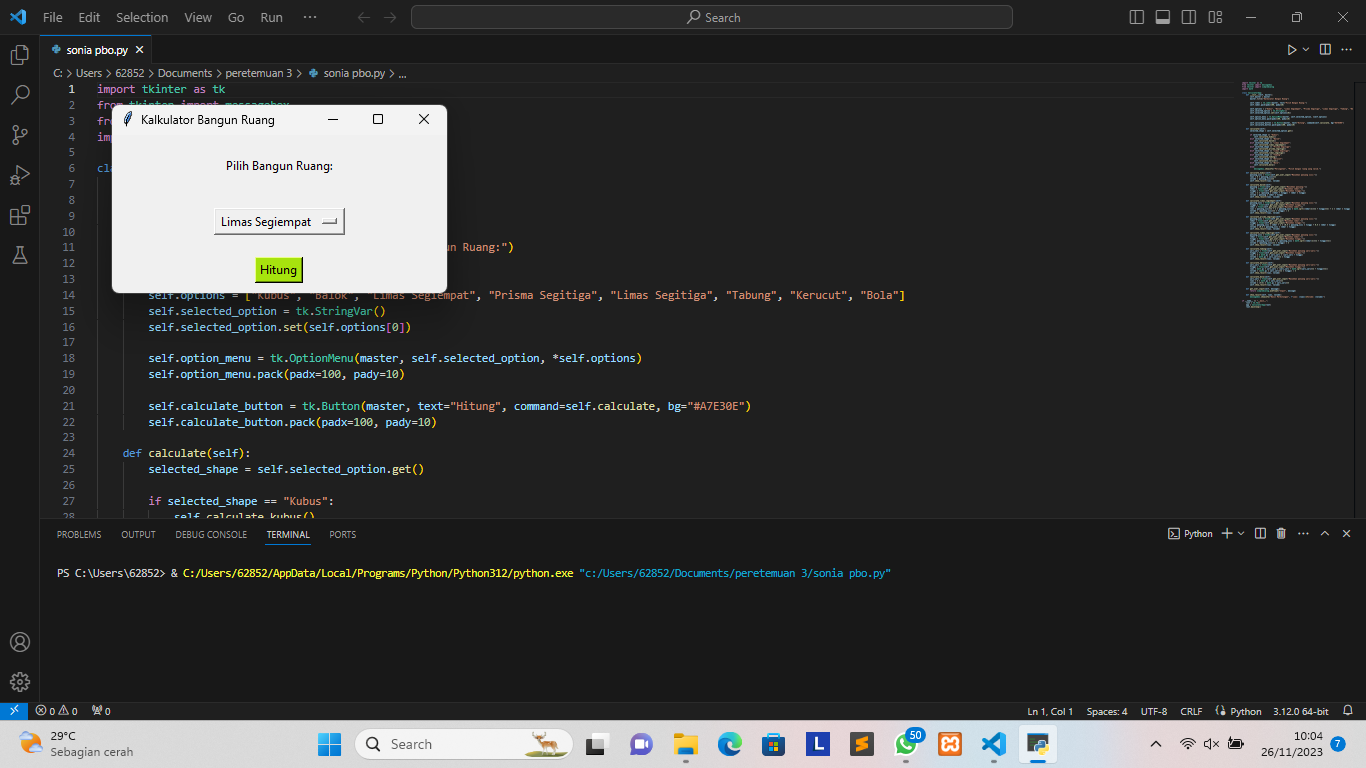 File Edit Selection View Go Run ··· Search
sonia pbo.py
C: > Users > 62852 > Documents > peretemuan 3 > sonia pbo.py > ...
1 import tkinter as tk
2 from tkinter import messagebox
3
4
5
6
7
8
9
10
11 Ruang:")
12
13
14 self.options = ["Kubus", "Balok", "Limas Segiempat", "Prisma Segitiga", "Limas Segitiga", "Tabung", "Kerucut", "Bola"]
15 self.selected_option = tk.StringVar()
16 self.selected_option.set(self.options[0])
17
18 self.option_menu = tk.OptionMenu(master, self.selected_option, *self.options)
19 self.option_menu.pack(padx=100, pady=10)
20
21 self.calculate_button = tk.Button(master, text="Hitung", command=self.calculate, bg="#A7E30E")
22 self.calculate_button.pack(padx=100, pady=10)
23
24 def calculate(self):
25 selected_shape = self.selected_option.get()
26
27 if selected_shape == "Kubus":
28 self.calculate_kubus()
Kalkulator Bangun Ruang
Pilih Bangun Ruang:
Limas Segiempat
Hitung
PROBLEMS OUTPUT DEBUG CONSOLE TERMINAL PORTS Python
PS C:\Users\62852> & C:/Users/62852/AppData/Local/Programs/Python/Python312/python.exe "c:/Users/62852/Documents/peretemuan 3/sonia pbo.py"
0 0 0 Ln 1, Col 1 Spaces: 4 UTF-8 CRLF Python 3.12.0 64-bit
29°C
Sebagian cerah
Search
L
50
10:04
26/11/2023
7